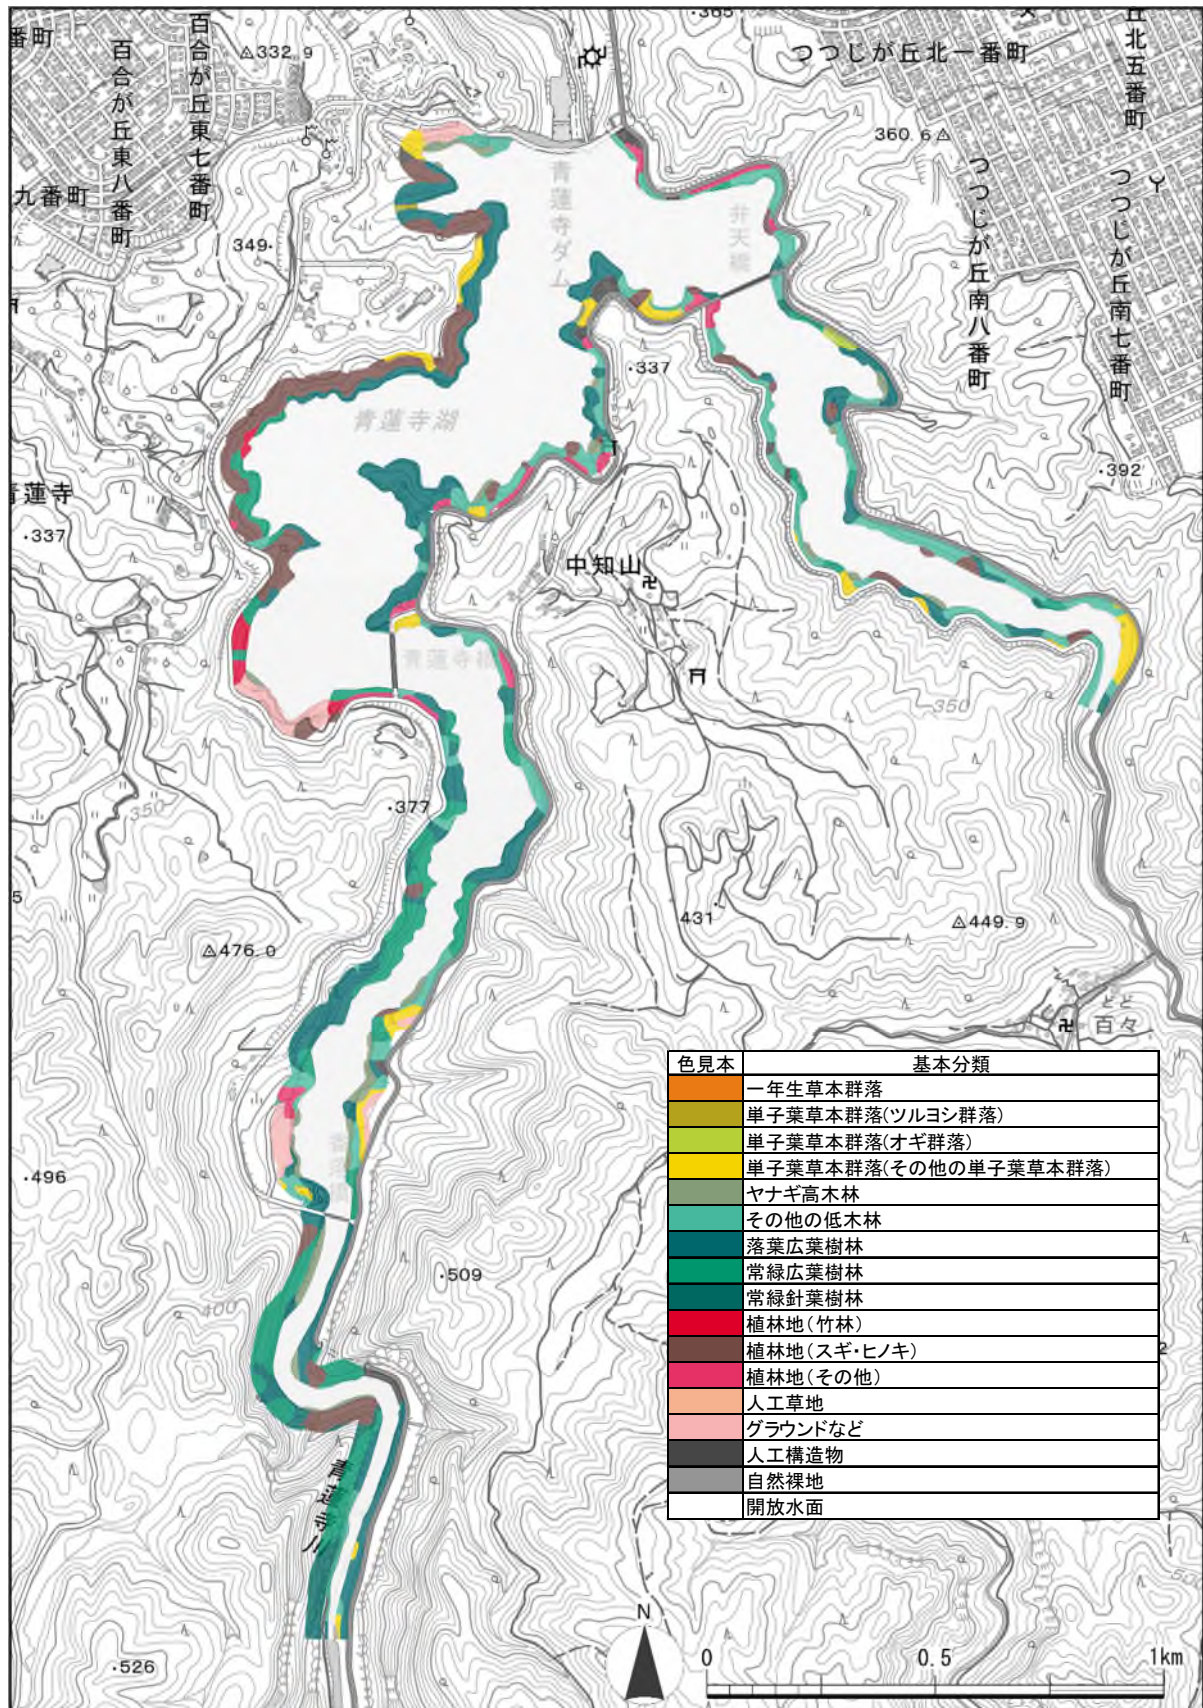 番町
百合が丘東八番町
百合が丘東七番町
九番町
332.9
365
つつじが丘北一番町
丘北五番町
360.6
つつじが丘南八番町
つつじが丘南七番町
349
青蓮寺ダム
弁天橋
337
青蓮寺湖
392
青蓮寺
337
中知山
青蓮寺橋
350
350
377
431
449.9
476.0
どど
百々
496
509
400
青蓮寺川
526
色見本 基本分類
一年生草本群落
単子葉草本群落(ツルヨシ群落)
単子葉草本群落(オギ群落)
単子葉草本群落(その他の単子葉草本群落)
ヤナギ高木林
その他の低木林
落葉広葉樹林
常緑広葉樹林
常緑針葉樹林
植林地(竹林)
植林地(スギ・ヒノキ)
植林地(その他)
人工草地
グラウンドなど
人工構造物
自然裸地
開放水面
N
0 0.5 1km